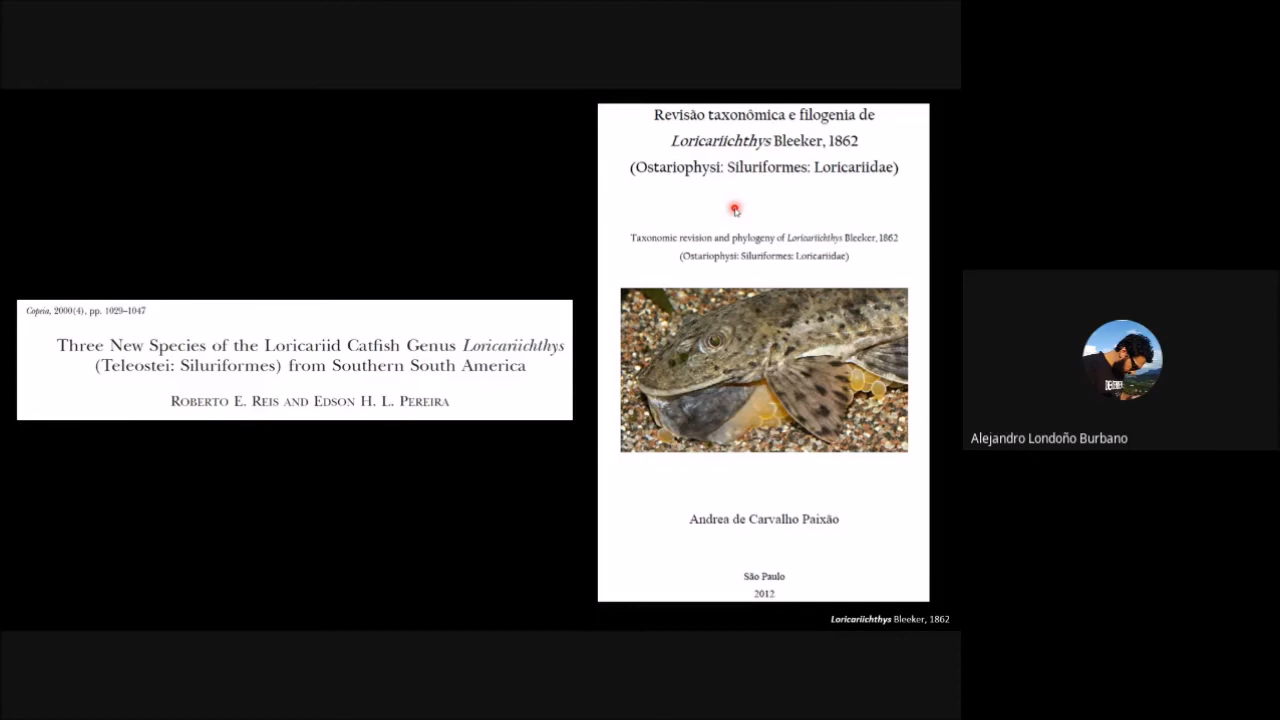 Copeia, 2000(4), pp. 1029–1047
Three New Species of the Loricariid Catfish Genus Loricariichthys
(Teleostei: Siluriformes) from Southern South America
ROBERTO E. REIS AND EDSON H. L. PEREIRA
Revisão taxonômica e filogenia de
Loricariichthys Bleeker, 1862
(Ostariophysi: Siluriformes: Loricariidae)
Taxonomic revision and phylogeny of Loricariichthys Bleeker, 1862
(Ostariophysi: Siluriformes: Loricariidae)
Andrea de Carvalho Paixão
São Paulo
2012
Loricariichthys Bleeker, 1862
Alejandro Londoño Burbano